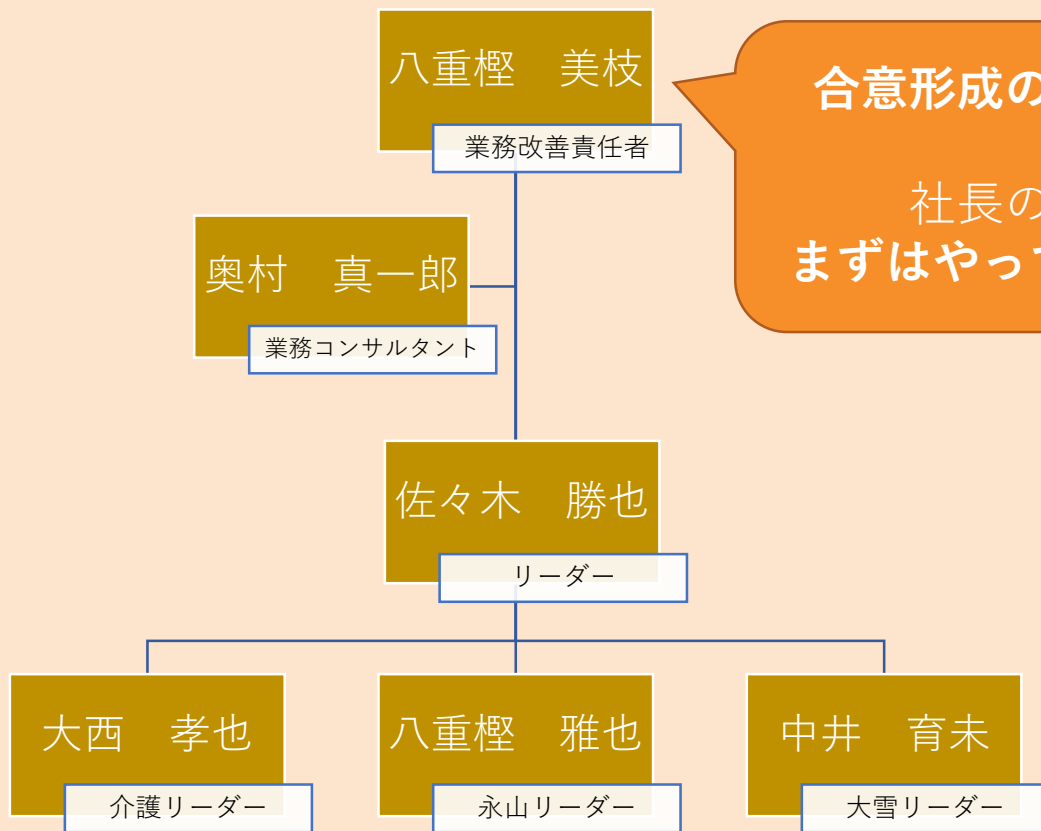 八重樫　美枝
業務改善責任者
合意形成の
社長の
まずはやって
奥村　真一郎
業務コンサルタント
佐々木　勝也
リーダー
大西　孝也
介護リーダー
八重樫　雅也
永山リーダー
中井　育未
大雪リーダー